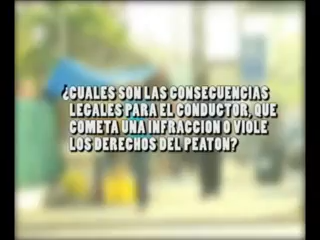 ¿CUALES SON LAS CONSECUENCIAS
LEGALES PARA EL CONDUCTOR, QUE
COMETA UNA INFRACCION O VIOLE
LOS DERECHOS DEL PEATON?